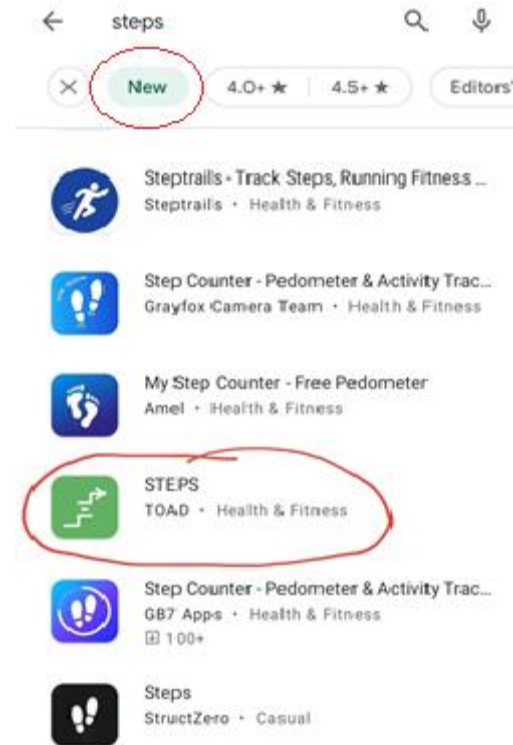 steps
New
4.0+ ★
4.5+ ★
Editors'
Steptrails - Track Steps, Running Fitness ...
Steptrails • Health & Fitness
Step Counter - Pedometer & Activity Trac...
Grayfox Camera Team • Health & Fitness
My Step Counter - Free Pedometer
Amel • Health & Fitness
STEPS
TOAD • Health & Fitness
Step Counter - Pedometer & Activity Trac...
GB7 Apps • Health & Fitness
100+
Steps
StructZero • Casual